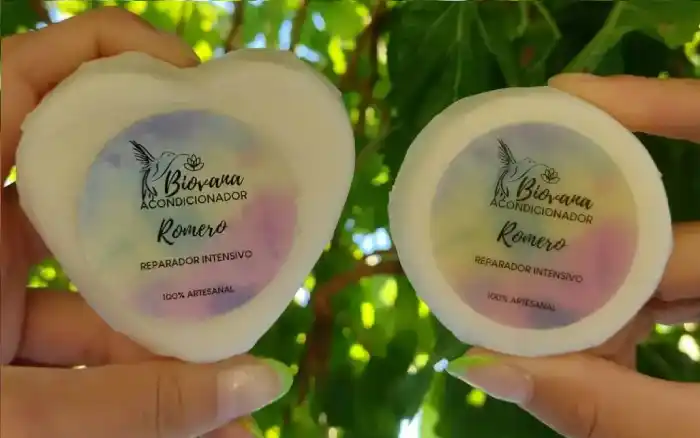 Biovana
ACONDICIONADOR
Romero
REPARADOR INTENSIVO
100% ARTESANAL
Biovana
ACONDICIONADOR
Romero
REPARADOR INTENSIVO
100% ARTESANAL